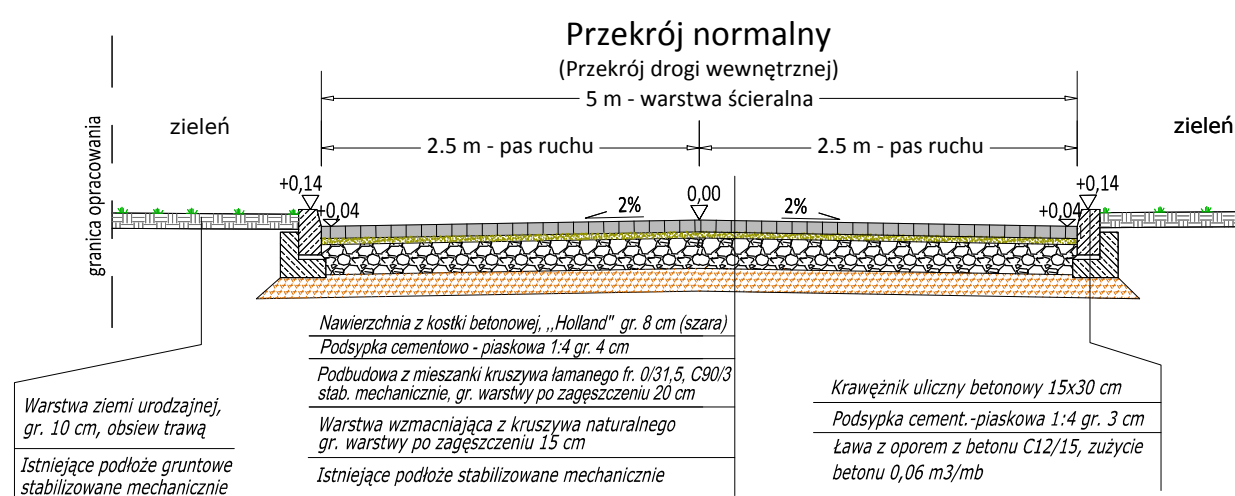 Przekrój normalny
(Przekrój drogi wewnętrznej)
5 m - warstwa ścieralna
zieleń
zieleń
2.5 m - pas ruchu
2.5 m - pas ruchu
granica opracowania
+0,14
0,00
+0,14
+0,04
2%
2%
+0,04
Nawierzchnia z kostki betonowej, ,,Holland" gr. 8 cm (szara)
Podsypka cementowo - piaskowa 1:4 gr. 4 cm
Podbudowa z mieszanki kruszywa łamanego fr. 0/31,5, C90/3
stab. mechanicznie, gr. warstwy po zagęszczeniu 20 cm
Warstwa wzmacniająca z kruszywa naturalnego
gr. warstwy po zagęszczeniu 15 cm
Istniejące podłoże stabilizowane mechanicznie
Warstwa ziemi urodzajnej,
gr. 10 cm, obsiew trawą
Istniejące podłoże gruntowe
stabilizowane mechanicznie
Krawężnik uliczny betonowy 15x30 cm
Podsypka cement.-piaskowa 1:4 gr. 3 cm
Ława z oporem z betonu C12/15, zużycie
betonu 0,06 m3/mb